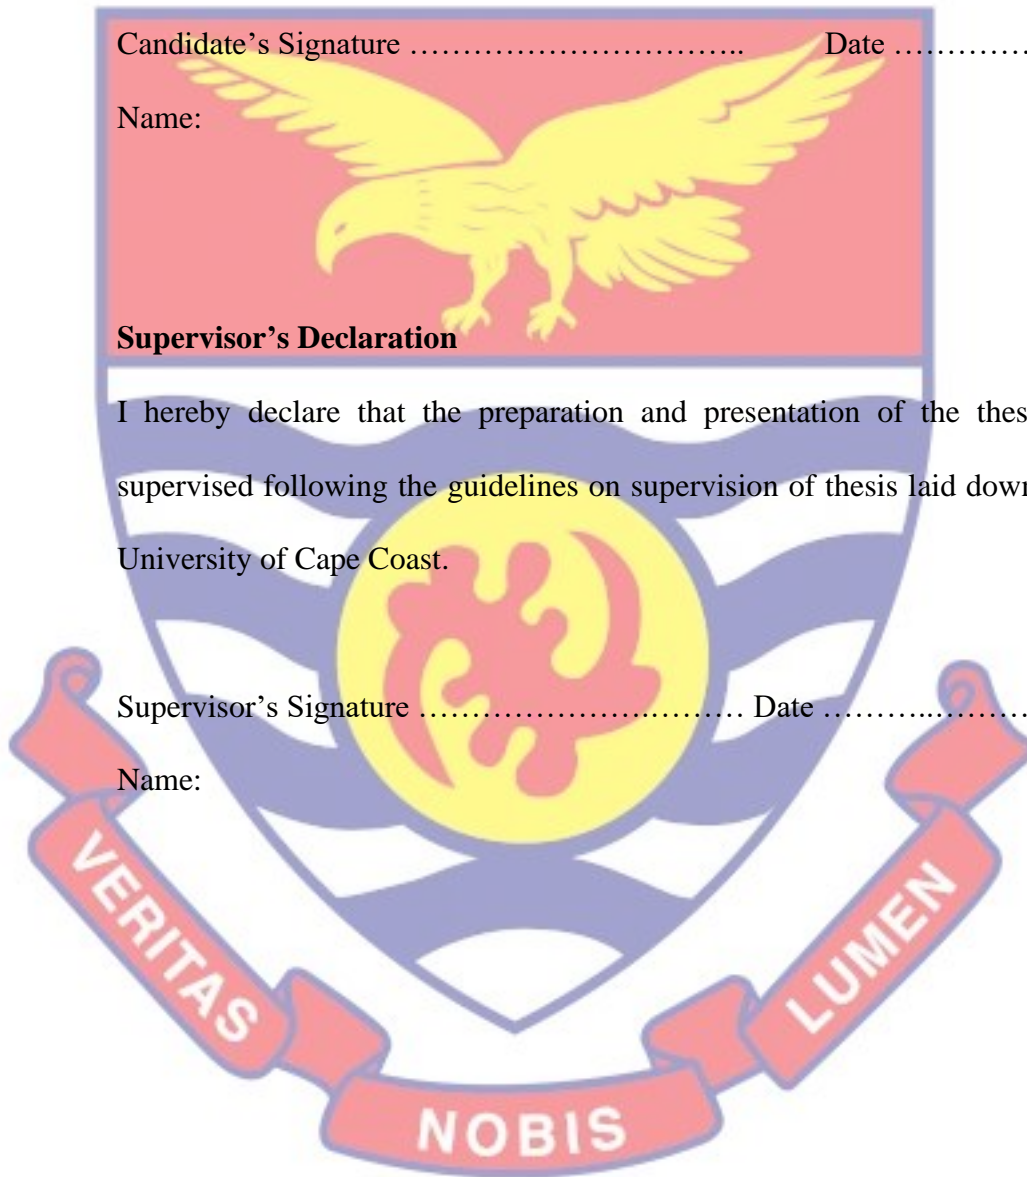 Candidate’s Signature ………………………….. Date ………….
Name:
Supervisor’s Declaration
I hereby declare that the preparation and presentation of the thes
supervised following the guidelines on supervision of thesis laid down
University of Cape Coast.
Supervisor’s Signature ………………….……… Date ………..………
Name:
VERITAS
NOBIS
LUMEN